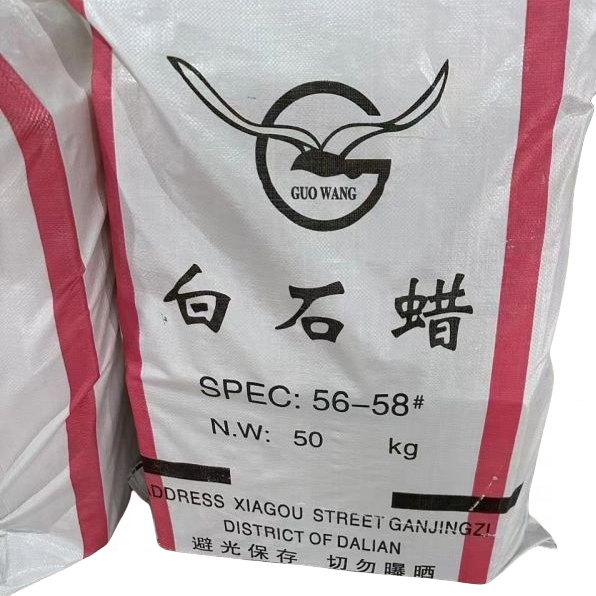 GUO WANG
白石蜡
SPEC: 56-58#
N.W: 50 kg
DDRESS XIAGOU STREET GANJINGZI
DISTRICT OF DALIAN
避光保存 切勿曝晒